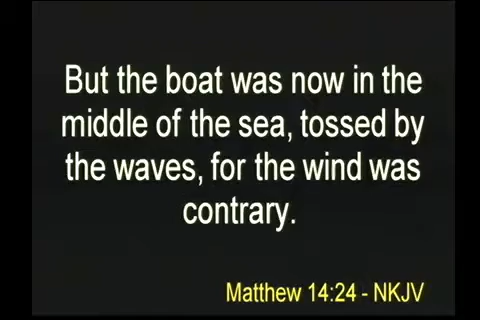 But the boat was now in the
middle of the sea, tossed by
the waves, for the wind was
contrary.
Matthew 14:24 - NKJV